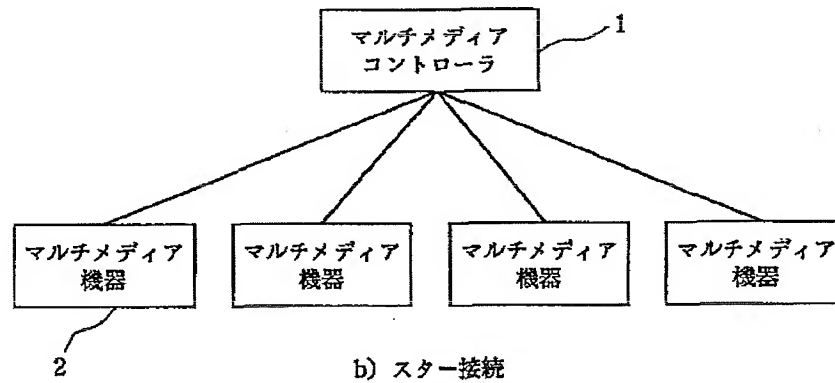 マルチメディア
コントローラ
1
マルチメディア
機器
マルチメディア
機器
マルチメディア
機器
マルチメディア
機器
2
b) スター接続